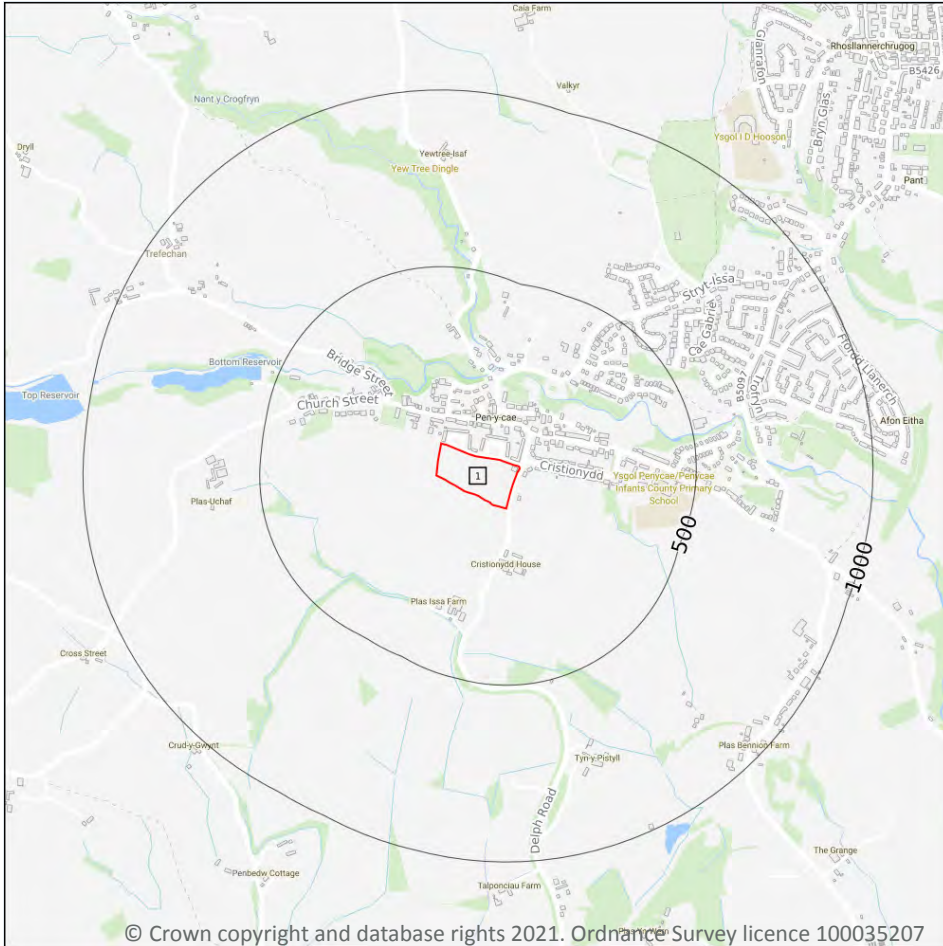 Caia Farm
Glanrafon
Rhosllannerchrugog
B5426
Valkyr
Nant y Crogfryn
Bryn Glas
Ysgol I D Hooson
Dryll
Yewtree-Isaf
Yew Tree Dingle
Pant
Trefechan
Stryt-Issa
Cae Gabriel
Ffordd Llanerch
Bottom Reservoir
Bridge Street
Top Reservoir
Church Street
B5097
Pen-y-cae
Afon Eitha
1
Cristionydd
Ysgol Penycae/Penycae
Infants County Primary
School
Plas-Uchaf
500
1000
Cristionydd House
Plas Issa Farm
Cross Street
Crud-y-Gwynt
Plas Bennion Farm
Tyn-y-Pistyll
Delph Road
The Grange
Penbedw Cottage
Talponciau Farm
© Crown copyright and database rights 2021. Ordnance Survey licence 100035207